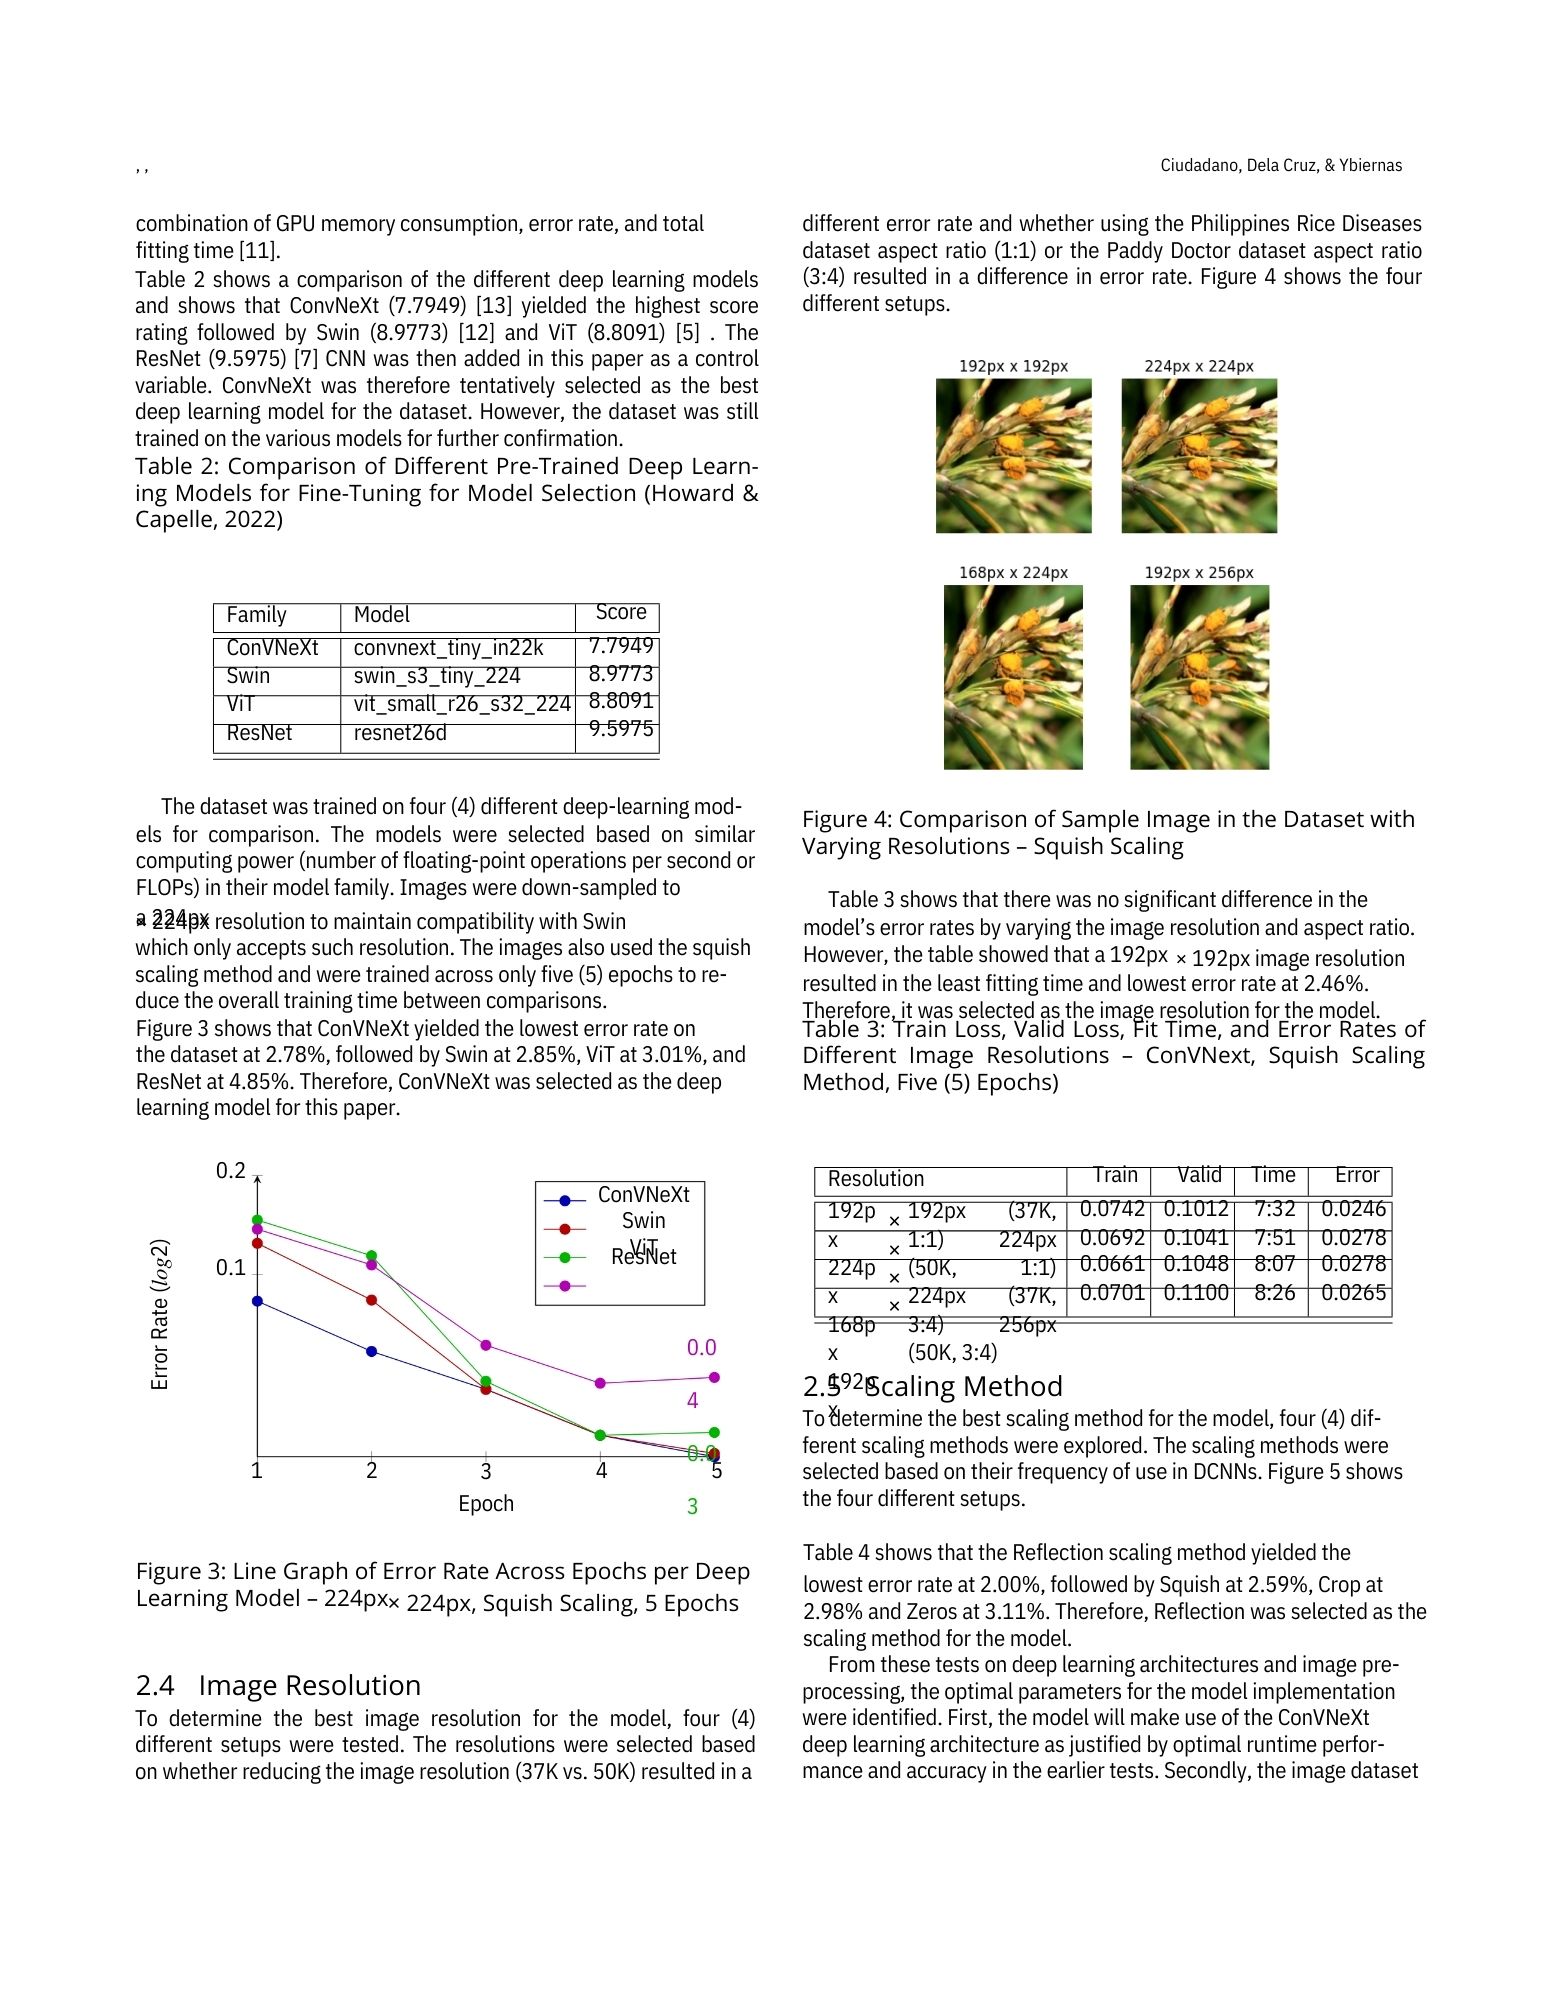 , ,
Ciudadano, Dela Cruz, & Ybiernas
combination of GPU memory consumption, error rate, and total
fitting time [11].
Table 2 shows a comparison of the different deep learning models
and shows that ConvNeXt (7.7949) [13] yielded the highest score
rating followed by Swin (8.9773) [12] and ViT (8.8091) [5] . The
ResNet (9.5975) [7] CNN was then added in this paper as a control
variable. ConvNeXt was therefore tentatively selected as the best
deep learning model for the dataset. However, the dataset was still
trained on the various models for further confirmation.
Table 2: Comparison of Different Pre-Trained Deep Learn-
ing Models for Fine-Tuning for Model Selection (Howard &
Capelle, 2022)
Family Model Score
ConVNeXt convnext_tiny_in22k 7.7949
Swin swin_s3_tiny_224 8.9773
ViT vit_small_r26_s32_224 8.8091
ResNet resnet26d 9.5975
The dataset was trained on four (4) different deep-learning mod-
els for comparison. The models were selected based on similar
computing power (number of floating-point operations per second or
FLOPs) in their model family. Images were down-sampled to
a 224px
× 224px resolution to maintain compatibility with Swin
which only accepts such resolution. The images also used the squish
scaling method and were trained across only five (5) epochs to re-
duce the overall training time between comparisons.
Figure 3 shows that ConVNeXt yielded the lowest error rate on
the dataset at 2.78%, followed by Swin at 2.85%, ViT at 3.01%, and
ResNet at 4.85%. Therefore, ConVNeXt was selected as the deep
learning model for this paper.
0.2
0.1
Error Rate (log2)
ConVNeXt
Swin
ViT
ResNet
0.0
4
0.0
3
1 2 3 4 5
Epoch
Figure 3: Line Graph of Error Rate Across Epochs per Deep
Learning Model – 224px× 224px, Squish Scaling, 5 Epochs
2.4 Image Resolution
To determine the best image resolution for the model, four (4)
different setups were tested. The resolutions were selected based
on whether reducing the image resolution (37K vs. 50K) resulted in a
different error rate and whether using the Philippines Rice Diseases
dataset aspect ratio (1:1) or the Paddy Doctor dataset aspect ratio
(3:4) resulted in a difference in error rate. Figure 4 shows the four
different setups.
192px x 192px 224px x 224px
168px x 224px 192px x 256px
Figure 4: Comparison of Sample Image in the Dataset with
Varying Resolutions – Squish Scaling
Table 3 shows that there was no significant difference in the
model's error rates by varying the image resolution and aspect ratio.
However, the table showed that a 192px × 192px image resolution
resulted in the least fitting time and lowest error rate at 2.46%.
Therefore, it was selected as the image resolution for the model.
Table 3: Train Loss, Valid Loss, Fit Time, and Error Rates of
Different Image Resolutions – ConVNext, Squish Scaling
Method, Five (5) Epochs)
Resolution Train Valid Time Error
192p × 192px (37K, 0.0742 0.1012 7:32 0.0246
x × 1:1) 224px 0.0692 0.1041 7:51 0.0278
224p × (50K, 1:1) 0.0661 0.1048 8:07 0.0278
x × 224px (37K, 0.0701 0.1100 8:26 0.0265
168p 3:4) 256px
x (50K, 3:4)
192p
x
2.5 Scaling Method
To determine the best scaling method for the model, four (4) dif-
ferent scaling methods were explored. The scaling methods were
selected based on their frequency of use in DCNNs. Figure 5 shows
the four different setups.
Table 4 shows that the Reflection scaling method yielded the
lowest error rate at 2.00%, followed by Squish at 2.59%, Crop at
2.98% and Zeros at 3.11%. Therefore, Reflection was selected as the
scaling method for the model.
From these tests on deep learning architectures and image pre-
processing, the optimal parameters for the model implementation
were identified. First, the model will make use of the ConVNeXt
deep learning architecture as justified by optimal runtime perfor-
mance and accuracy in the earlier tests. Secondly, the image dataset